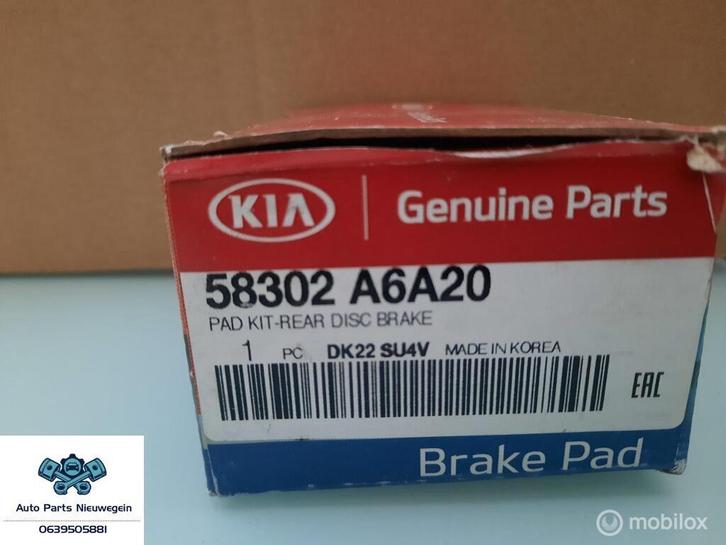 KIA
Genuine Parts
58302 A6A20
PAD KIT-REAR DISC BRAKE
1 PC DK22 SU4V MADE IN KOREA
EAC
Brake Pad
Auto Parts Nieuwegein
0639505881
mobilox